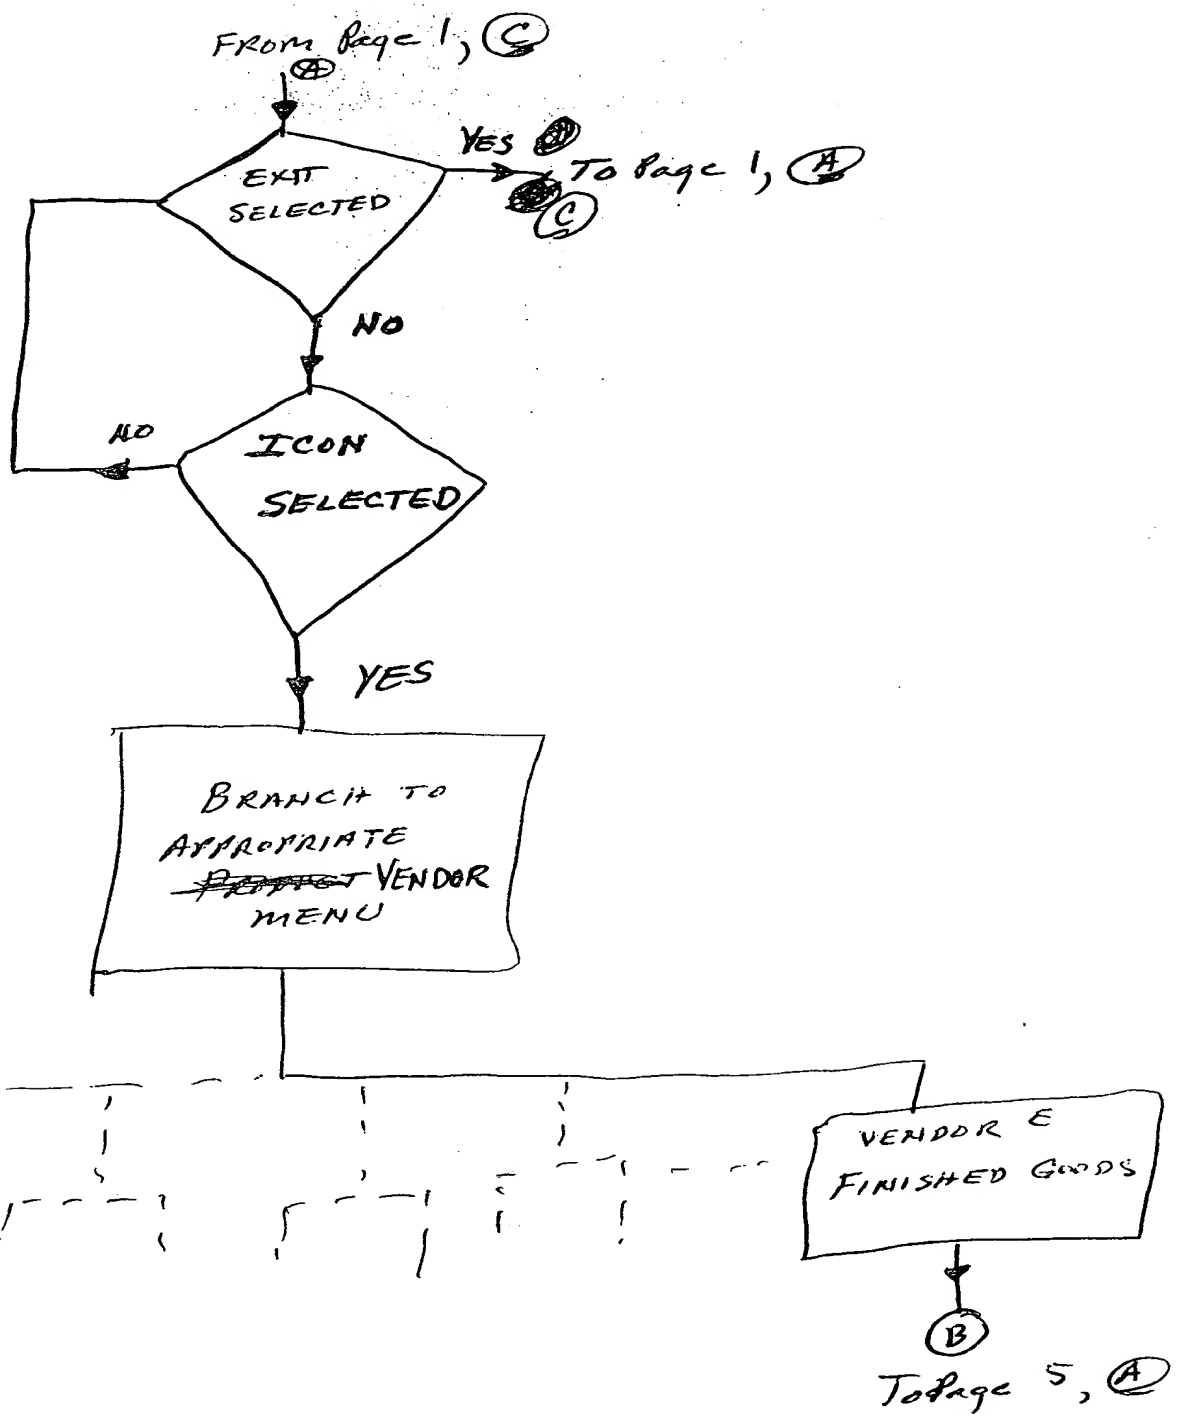 FROM Page 1, C
A
YES
To Page 1, A
C
EXIT
SELECTED
NO
NO
ICON
SELECTED
YES
BRANCH TO
APPROPRIATE
VENDOR
MENU
VENDOR E
FINISHED GOODS
B
To Page 5, A